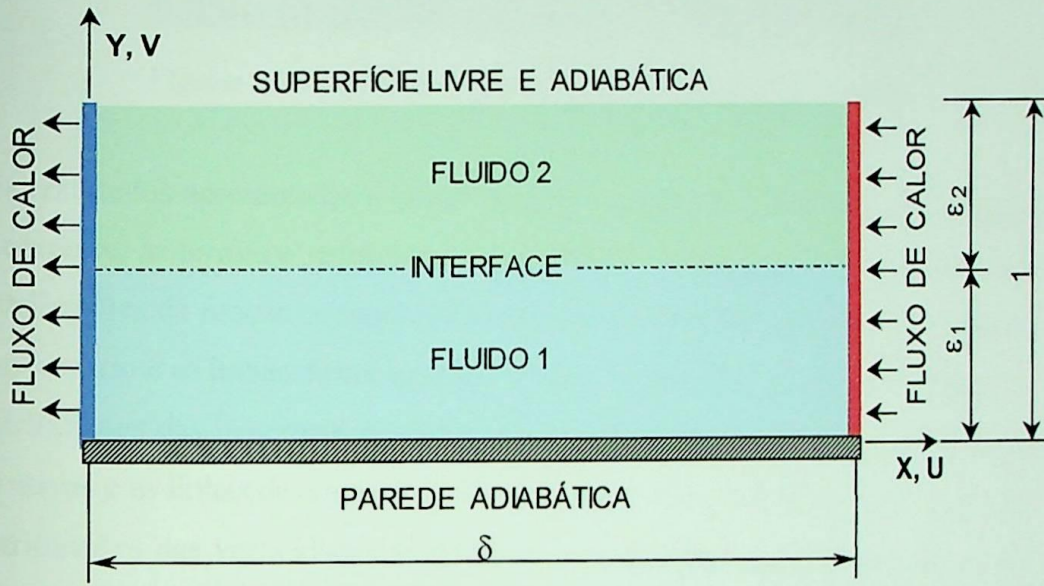 Y, V
SUPERFÍCIE LIVRE E ADIABÁTICA
FLUXO DE CALOR
FLUIDO 2
INTERFACE
FLUIDO 1
FLUXO DE CALOR
ε2
ε1
1
X, U
PAREDE ADIABÁTICA
δ